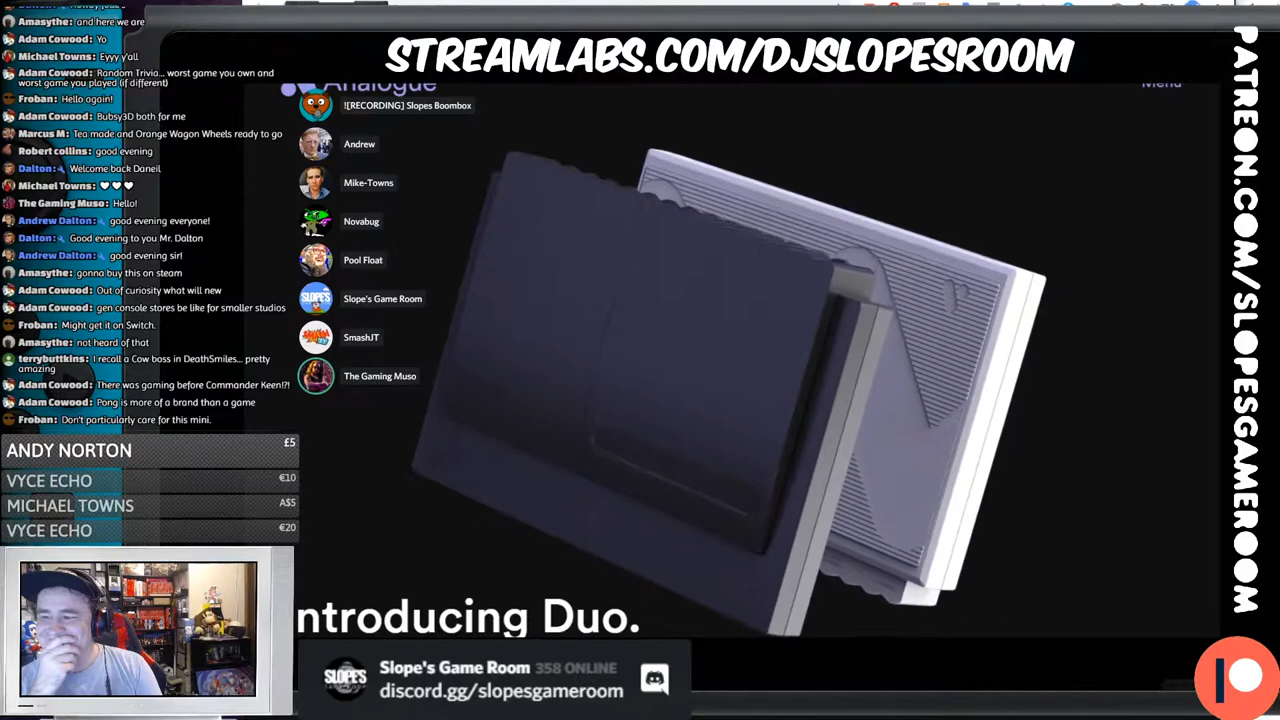 Amasythe: and here we are
Adam Cowood: Yo
Michael Towns: Eyyy y'all
Adam Cowood: Random Trivia... worst game you own and
worst game you played (if different)
Froban: Hello again!
Adam Cowood: Bubsy3D both for me
Marcus M: Tea made and Orange Wagon Wheels ready to go
Robert collins: good evening
Dalton: Welcome back Daneil
Michael Towns: ♥♥♥
The Gaming Muso: Hello!
Andrew Dalton: good evening everyone!
Dalton: Good evening to you Mr. Dalton
Andrew Dalton: good evening sir!
Amasythe: gonna buy this on steam
Adam Cowood: Out of curiosity what will new
Adam Cowood: gen console stores be like for smaller studios
Froban: Might get it on Switch.
Amasythe: not heard of that
terrybuttkins: I recall a Cow boss in DeathSmiles... pretty
amazing
Adam Cowood: There was gaming before Commander Keen!?!
Adam Cowood: Pong is more of a brand than a game
Froban: Don't particularly care for this mini.
ANDY NORTON £5
VYCE ECHO €10
MICHAEL TOWNS A$5
VYCE ECHO €20
STREAMLABS.COM/DJSLOPESROOM
Analogue
Menu
![RECORDING] Slopes Boombox
Andrew
Mike-Towns
Novabug
Pool Float
Slope's Game Room
SmashJT
The Gaming Muso
ntroducing Duo.
SLOPES
Slope's Game Room 358 ONLINE
discord.gg/slopesgameroom
PATREON.COM/SLOPESGAMEROOM